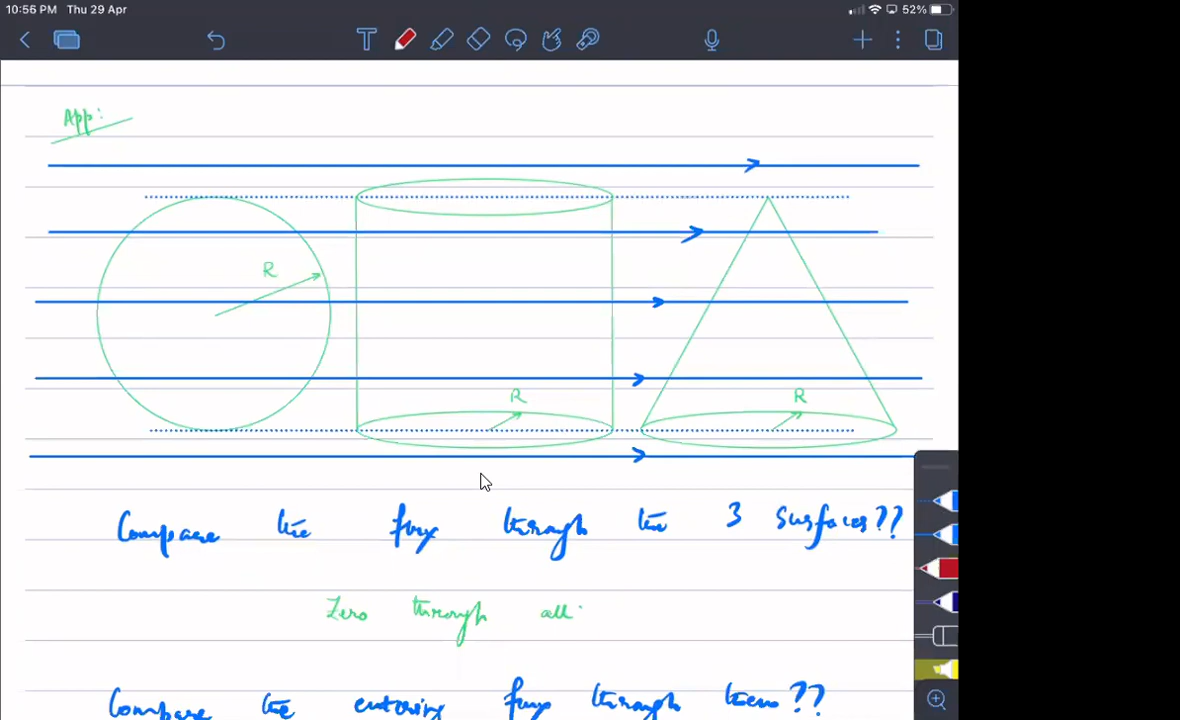 10:56 PM Thu 29 Apr 52%
App:
R
R
R
Compare the flux through the 3 surfaces??
Zero through all.
Compare the entering flux through them??